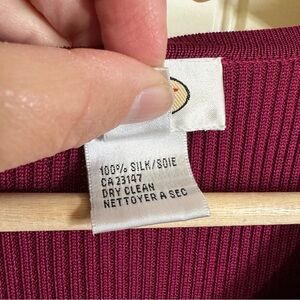 100% SILK/SOIE
CA 23147
DRY CLEAN
NETTOYER A SEC